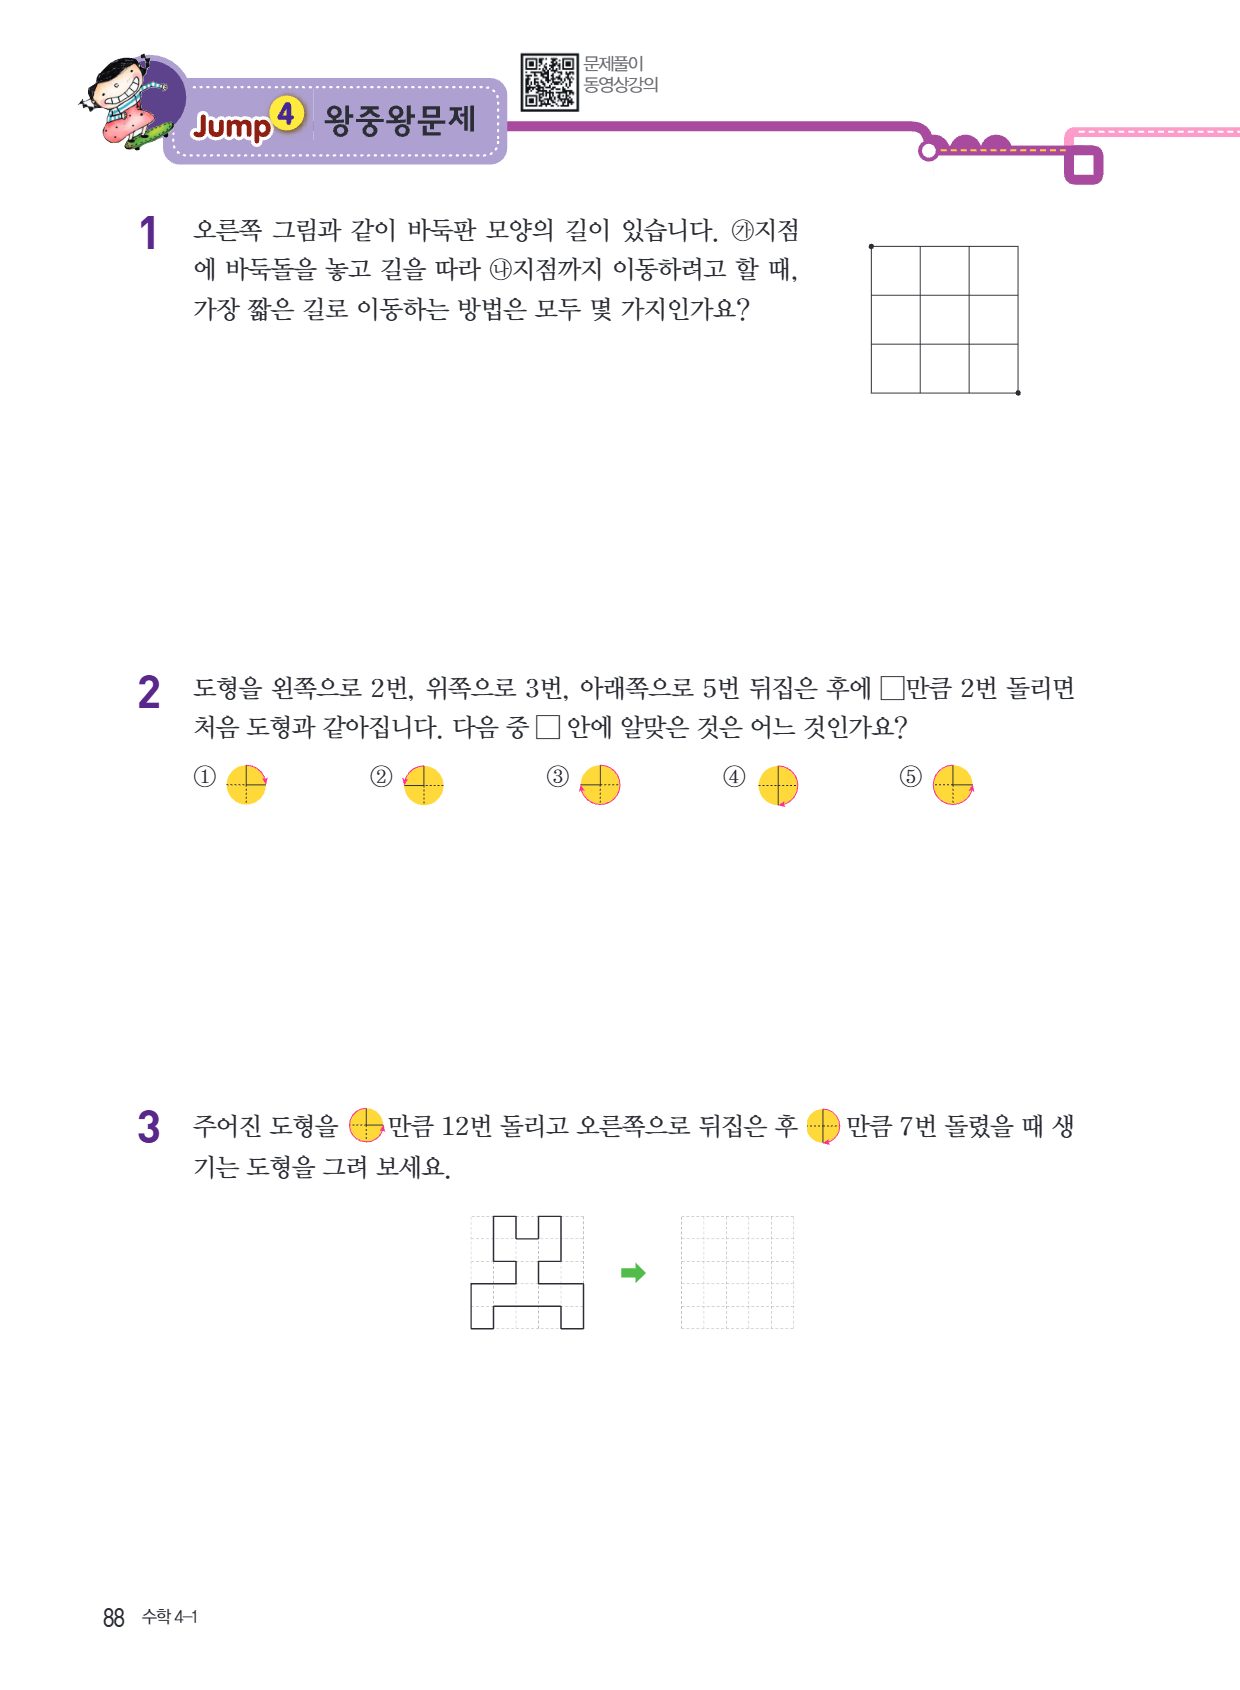 문제풀이
동영상강의
Jump 4 왕중왕문제
1 오른쪽 그림과 같이 바둑판 모양의 길이 있습니다. ㉮지점
에 바둑돌을 놓고 길을 따라 ㉯지점까지 이동하려고 할 때,
가장 짧은 길로 이동하는 방법은 모두 몇 가지인가요?
2 도형을 왼쪽으로 2번, 위쪽으로 3번, 아래쪽으로 5번 뒤집은 후에 □만큼 2번 돌리면
처음 도형과 같아집니다. 다음 중 □ 안에 알맞은 것은 어느 것인가요?
① ② ③ ④ ⑤
3 주어진 도형을 만큼 12번 돌리고 오른쪽으로 뒤집은 후 만큼 7번 돌렸을 때 생
기는 도형을 그려 보세요.
88 수학 4-1